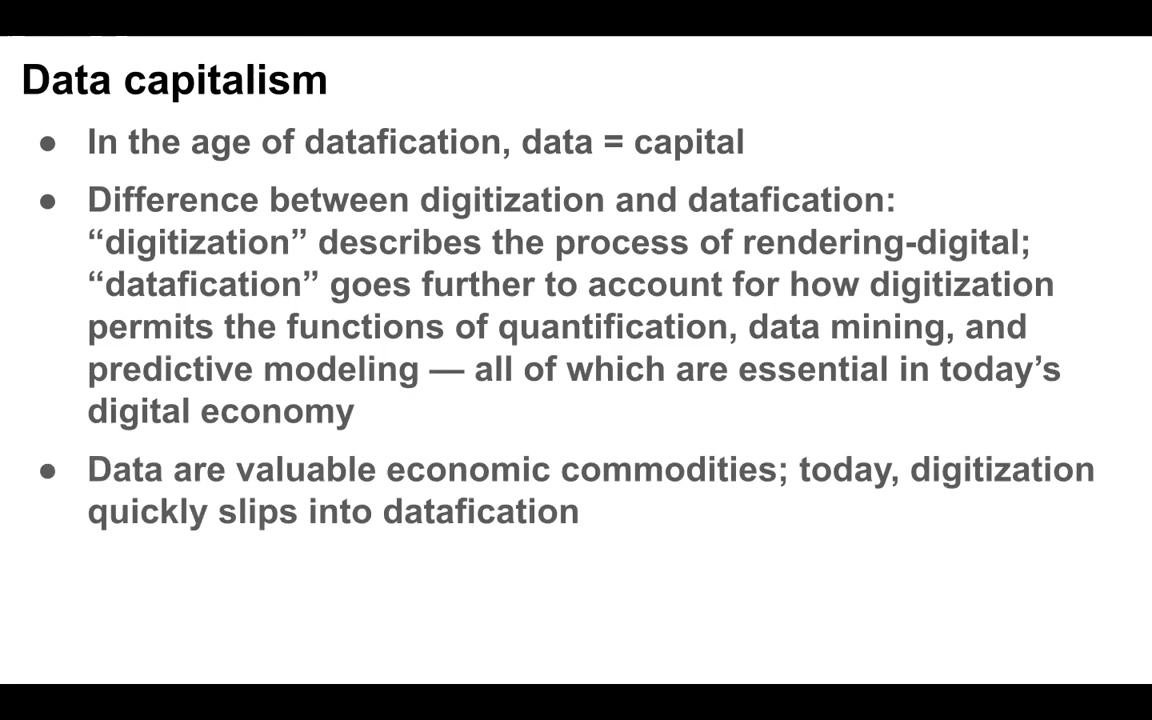 Data capitalism
● In the age of datafication, data = capital
● Difference between digitization and datafication:
“digitization” describes the process of rendering-digital;
“datafication” goes further to account for how digitization
permits the functions of quantification, data mining, and
predictive modeling — all of which are essential in today’s
digital economy
● Data are valuable economic commodities; today, digitization
quickly slips into datafication